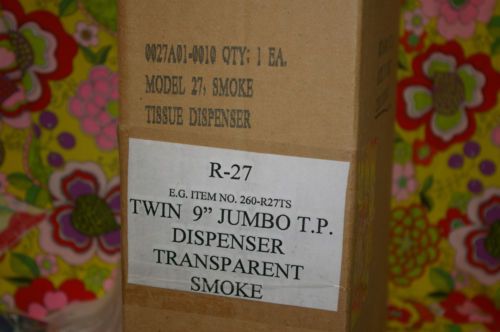 0027A01-0010 QTY: 1 EA.
MODEL 27, SMOKE
TISSUE DISPENSER
R-27
E.G. ITEM NO. 260-R27TS
TWIN 9" JUMBO T.P.
DISPENSER
TRANSPARENT
SMOKE